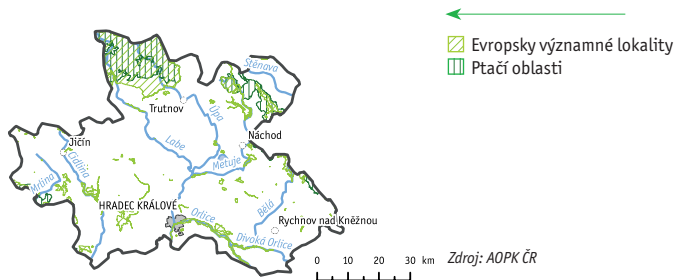 Evropsky významné lokality
Ptačí oblasti
Stěnava
Trutnov
Úpa
Náchod
Labe
Metuje
Jičín
Cidlina
Mrlina
HRADEC KRÁLOVÉ
Orlice
Bělá
Rychnov nad Kněžnou
Divoká Orlice
Zdroj: AOPK ČR
0 10 20 30 km